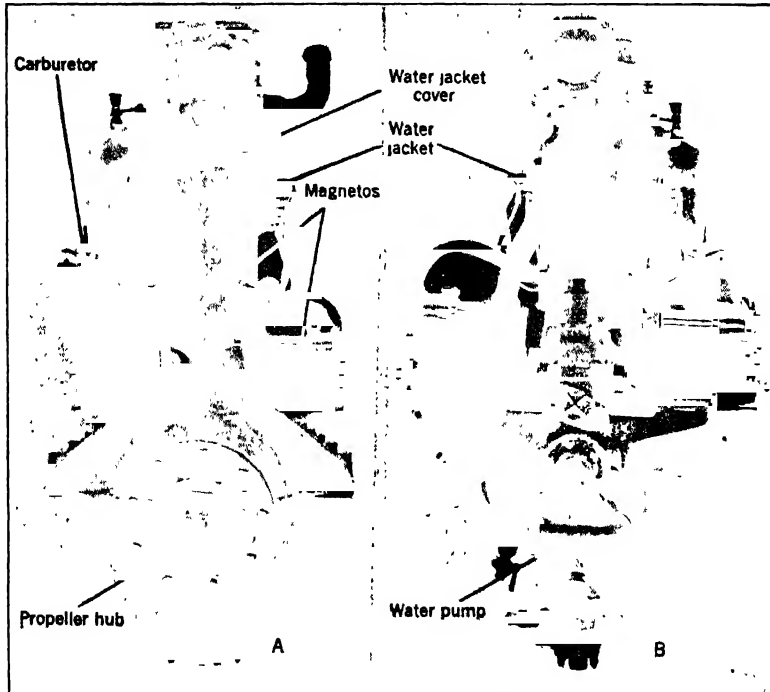 Carburetor
Water jacket
cover
Water
jacket
Magnetos
Propeller hub
Water pump
A
B